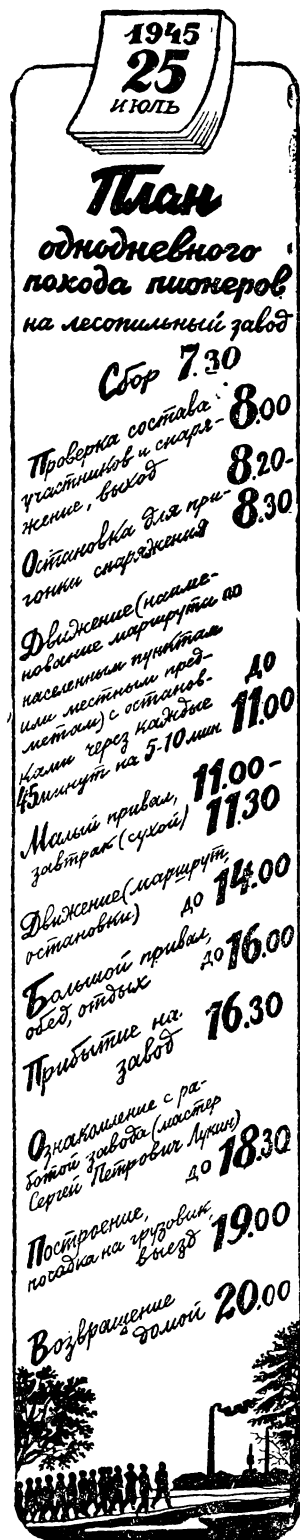 1945
25
ИЮЛЬ
План
однодневного
похода пионеров
на лесопильный завод
Сбор 7.30
Проверка состава
участников и снаря-
жение, выход 8.00
Остановка для при-
гонки снаряжения 8.20-
8.30
Движение (наиме-
нование маршрута по
населенным пунктам
или местным пред-
метам) с останов-
ками через каждые
45 минут на 5-10 мин до
11.00
Малый привал,
завтрак (сухой) 11.00-
11.30
Движение (маршрут,
остановки) до 14.00
Большой привал,
обед, отдых до 16.00
Прибытие на
завод 16.30
Ознакомление с ра-
ботой завода (мастер
Сергей Петрович Лукин)
до 18.30
Построение,
посадка на грузовик,
выезд 19.00
Возвращение
домой 20.00